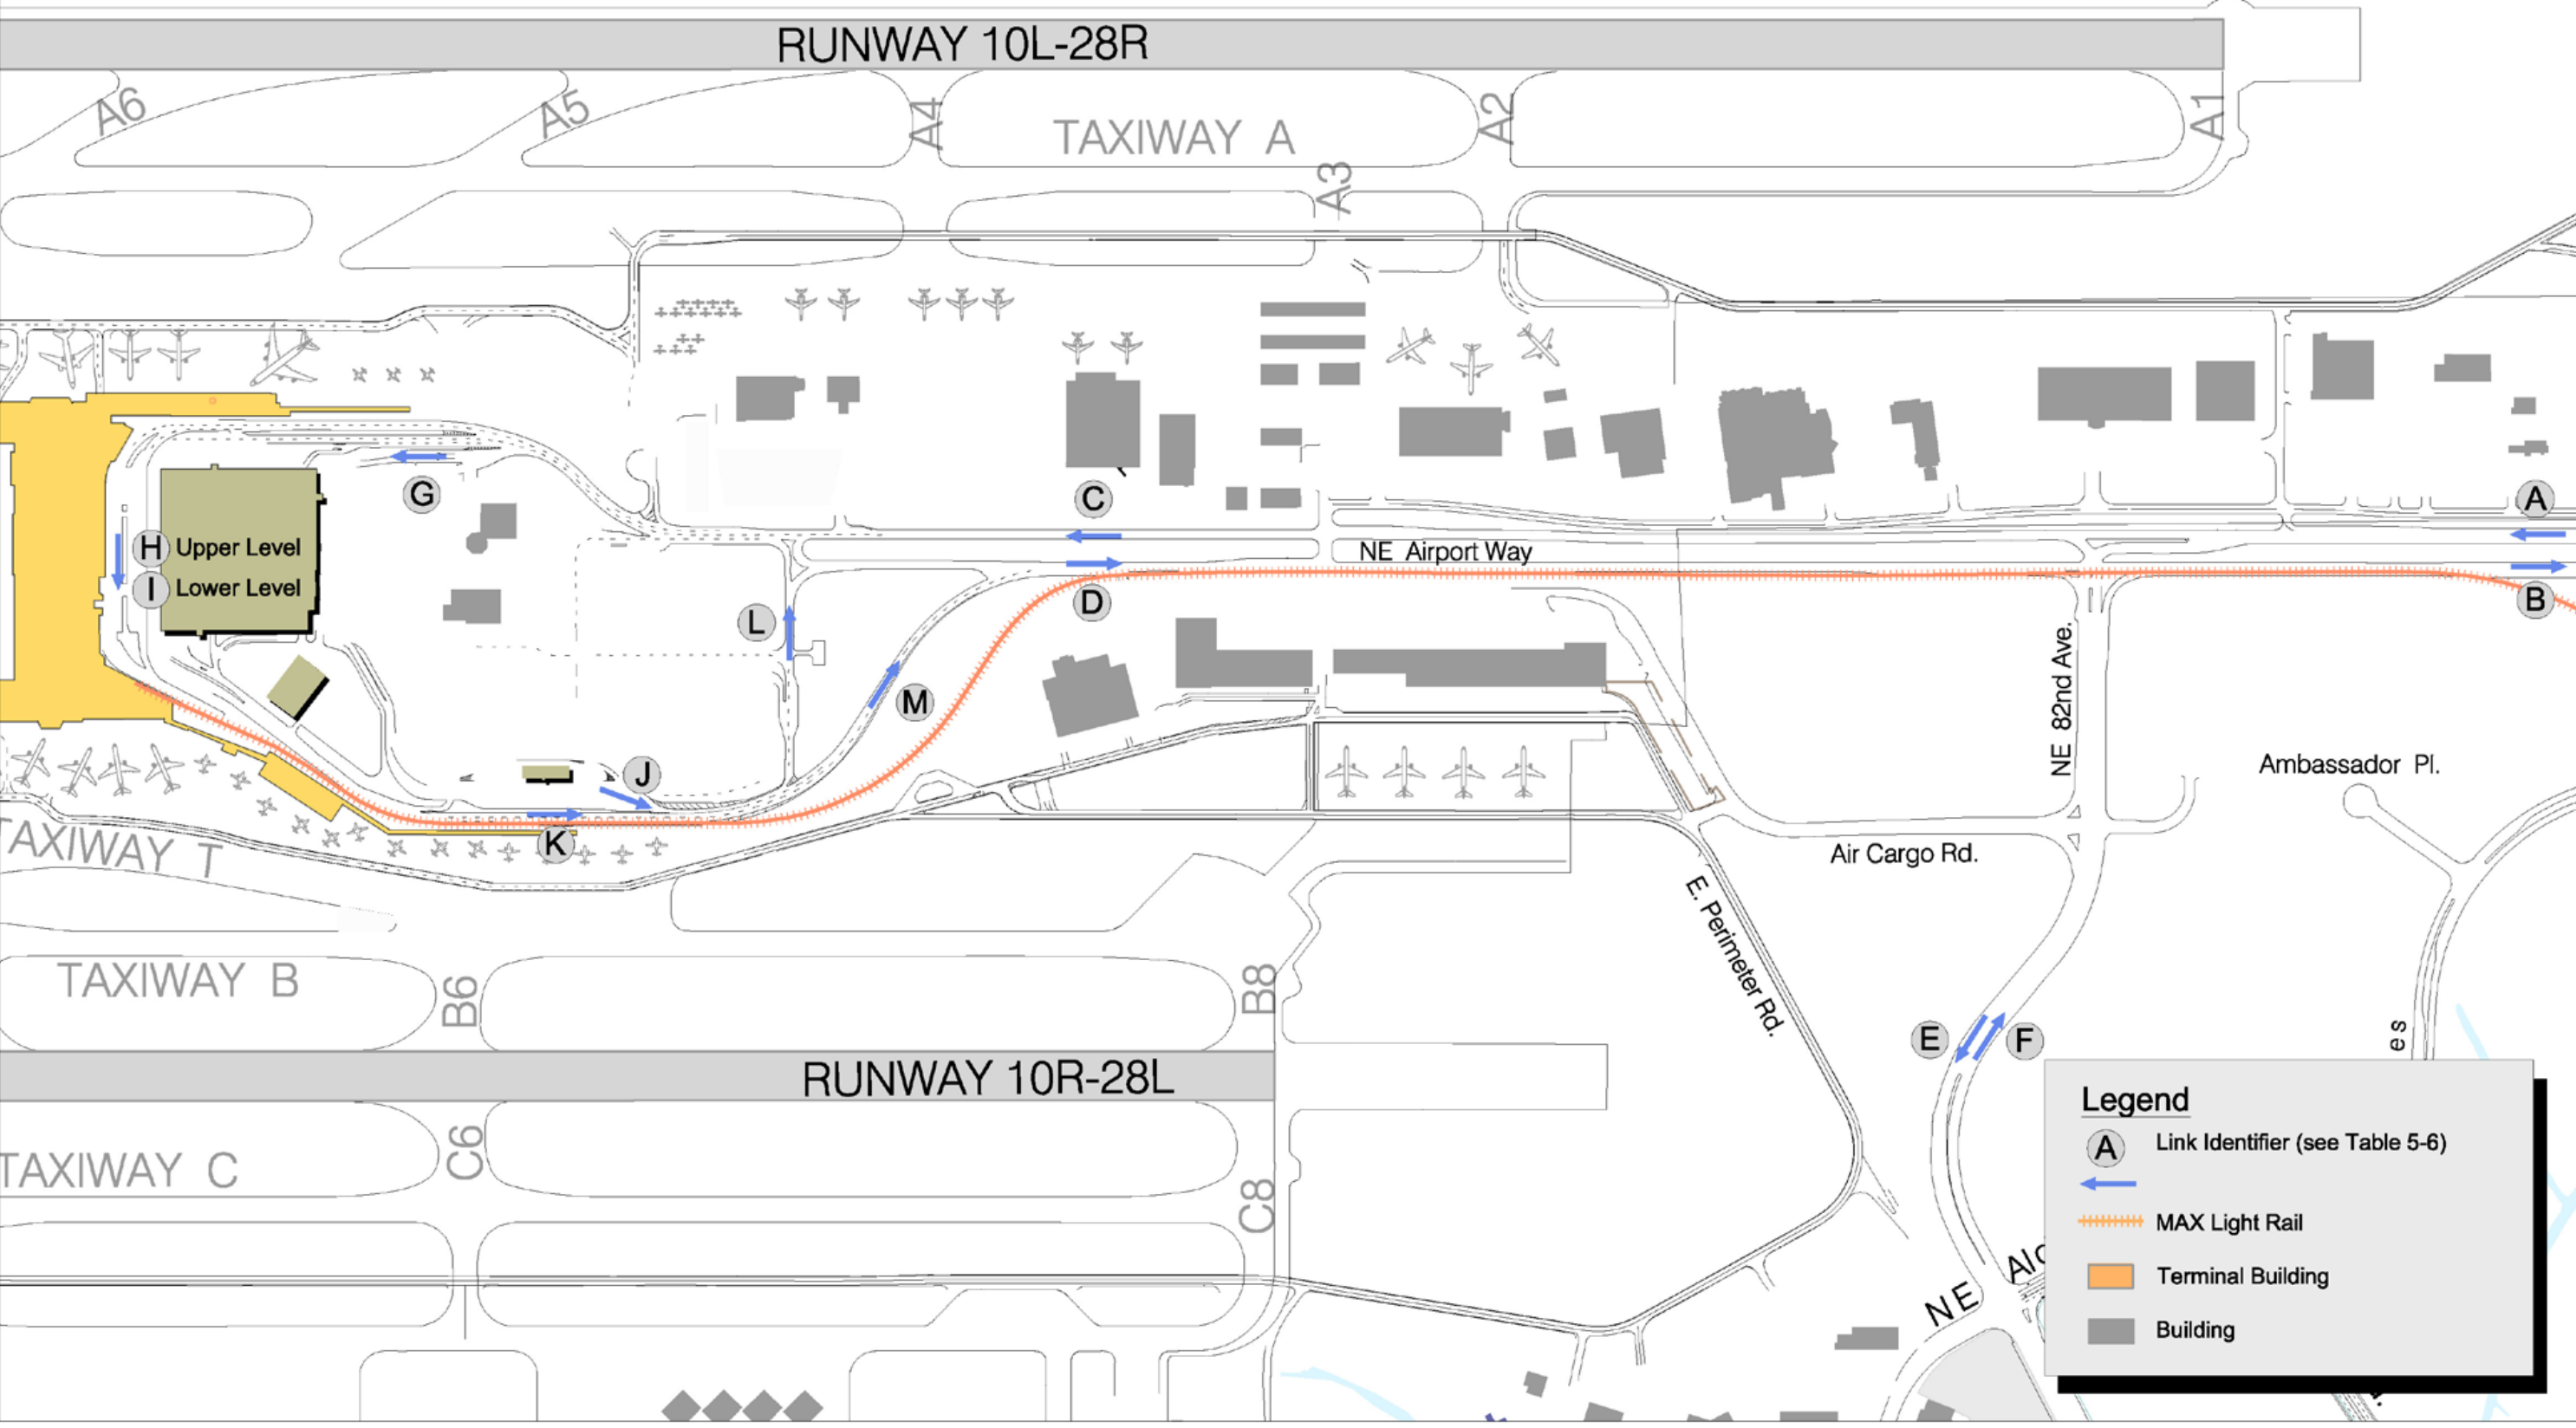 RUNWAY 10L-28R
A6
A5
A4
TAXIWAY A
A2
A1
A3
G
C
A
H Upper Level
I Lower Level
NE Airport Way
D
B
L
M
NE 82nd Ave.
J
K
Ambassador Pl.
TAXIWAY T
Air Cargo Rd.
E. Perimeter Rd.
TAXIWAY B
B6
B8
E
F
es
RUNWAY 10R-28L
TAXIWAY C
C6
C8
NE Alc
Legend
A Link Identifier (see Table 5-6)
MAX Light Rail
Terminal Building
Building